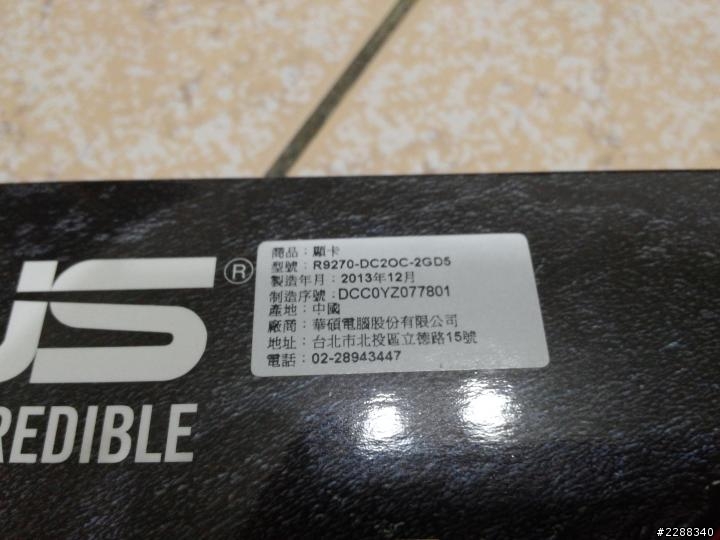 US®
REDIBLE
商品：顯卡
型號：R9270-DC2OC-2GD5
製造年月：2013年12月
制造序號：DCC0YZ077801
產地：中國
廠商：華碩電腦股份有限公司
地址：台北市北投區立德路15號
電話：02-28943447
#2288340